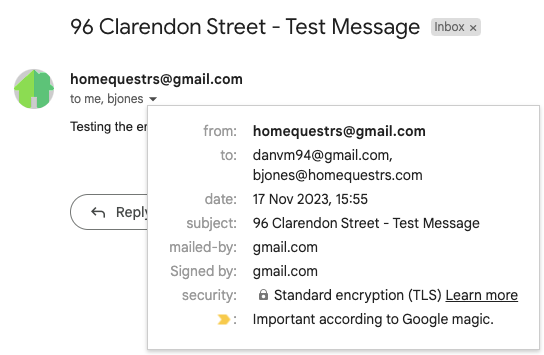 96 Clarendon Street - Test Message Inbox ×
homequestrs@gmail.com
to me, bjones
Testing the
from: homequestrs@gmail.com
to: danvm94@gmail.com,
bjones@homequestrs.com
date: 17 Nov 2023, 15:55
subject: 96 Clarendon Street - Test Message
Reply
mailed-by: gmail.com
Signed by: gmail.com
security: Standard encryption (TLS) Learn more
: Important according to Google magic.